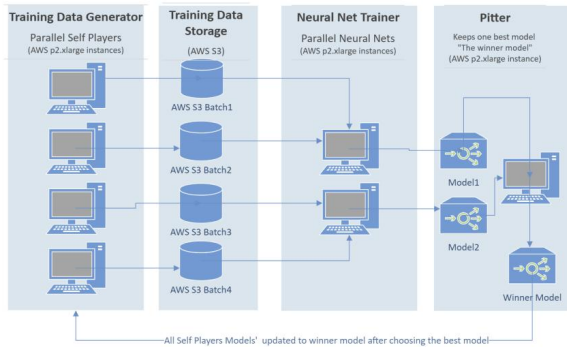 Training Data Generator
Parallel Self Players
(AWS p2.xlarge instances)
Training Data
Storage
(AWS S3)
AWS S3 Batch1
AWS S3 Batch2
AWS S3 Batch3
AWS S3 Batch4
Neural Net Trainer
Parallel Neural Nets
(AWS p2.xlarge instances)
Pitter
Keeps one best model
"The winner model"
(AWS p2.xlarge instance)
Model1
Model2
Winner Model
All Self Players Models' updated to winner model after choosing the best model